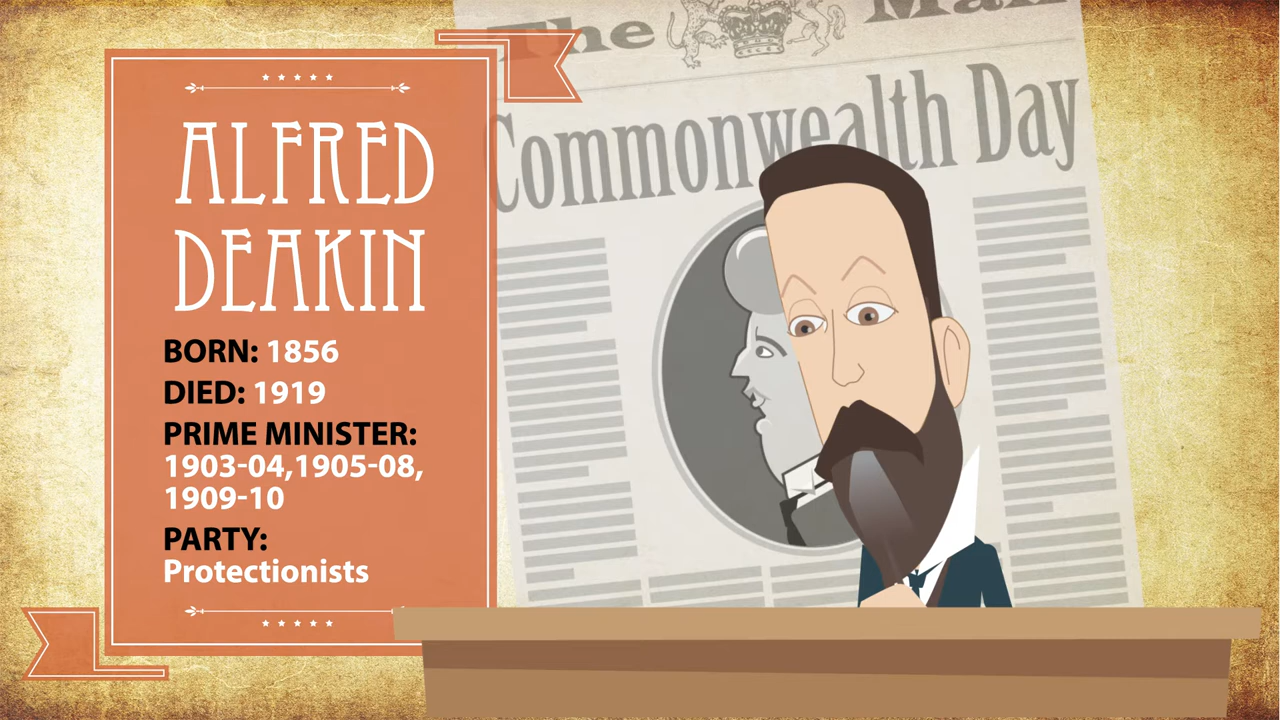 ALFRED
DEAKIN
BORN: 1856
DIED: 1919
PRIME MINISTER:
1903-04,1905-08,
1909-10
PARTY:
Protectionists
The Mail
Commonwealth Day